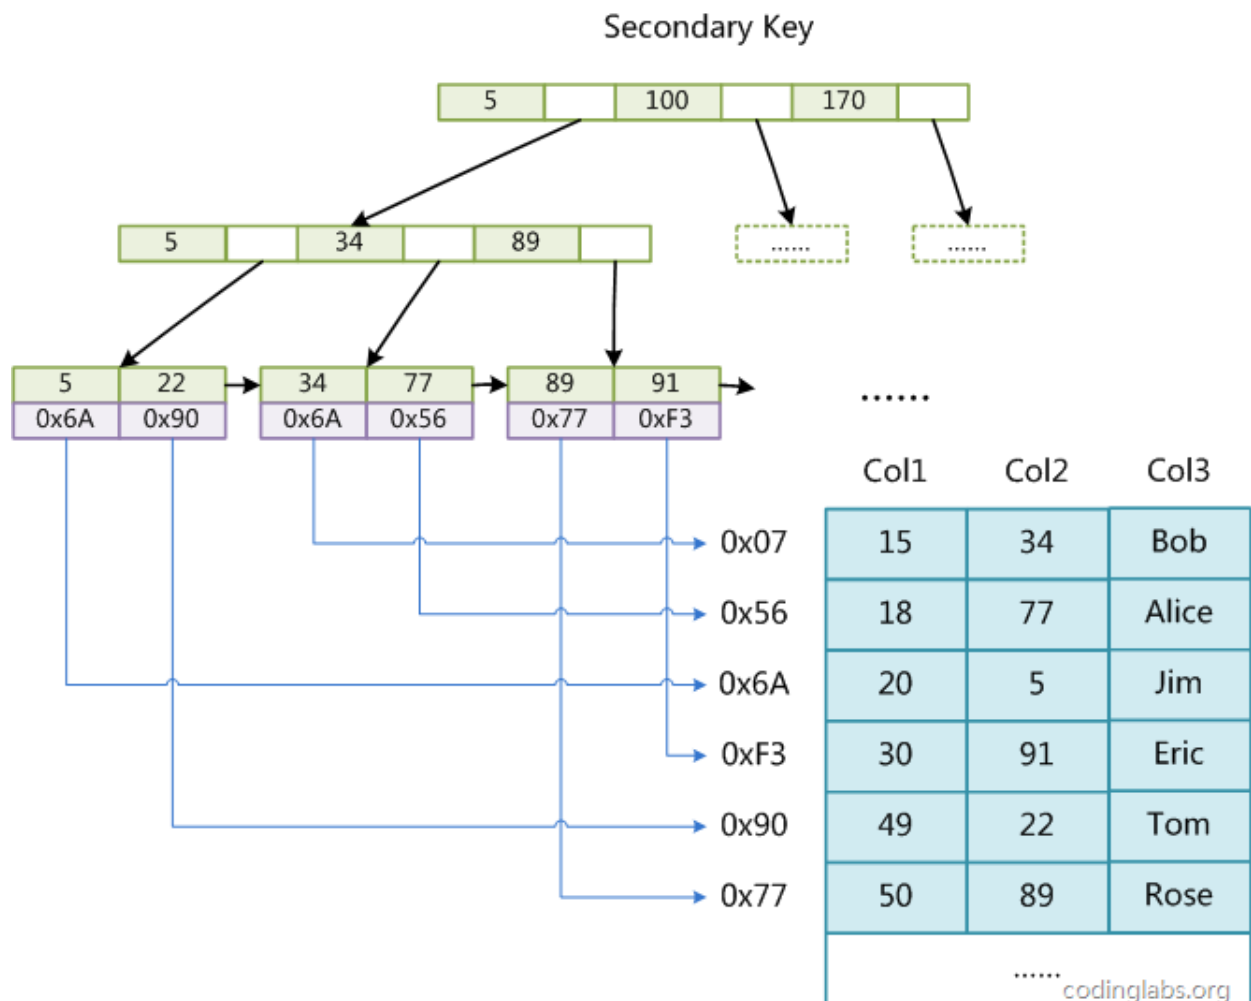 Secondary Key
5 100 170
5 34 89 ...... ......
5 22 34 77 89 91
0x6A 0x90 0x6A 0x56 0x77 0xF3
......
Col1 Col2 Col3
0x07 15 34 Bob
0x56 18 77 Alice
0x6A 20 5 Jim
0xF3 30 91 Eric
0x90 49 22 Tom
0x77 50 89 Rose
......
codinglabs.org